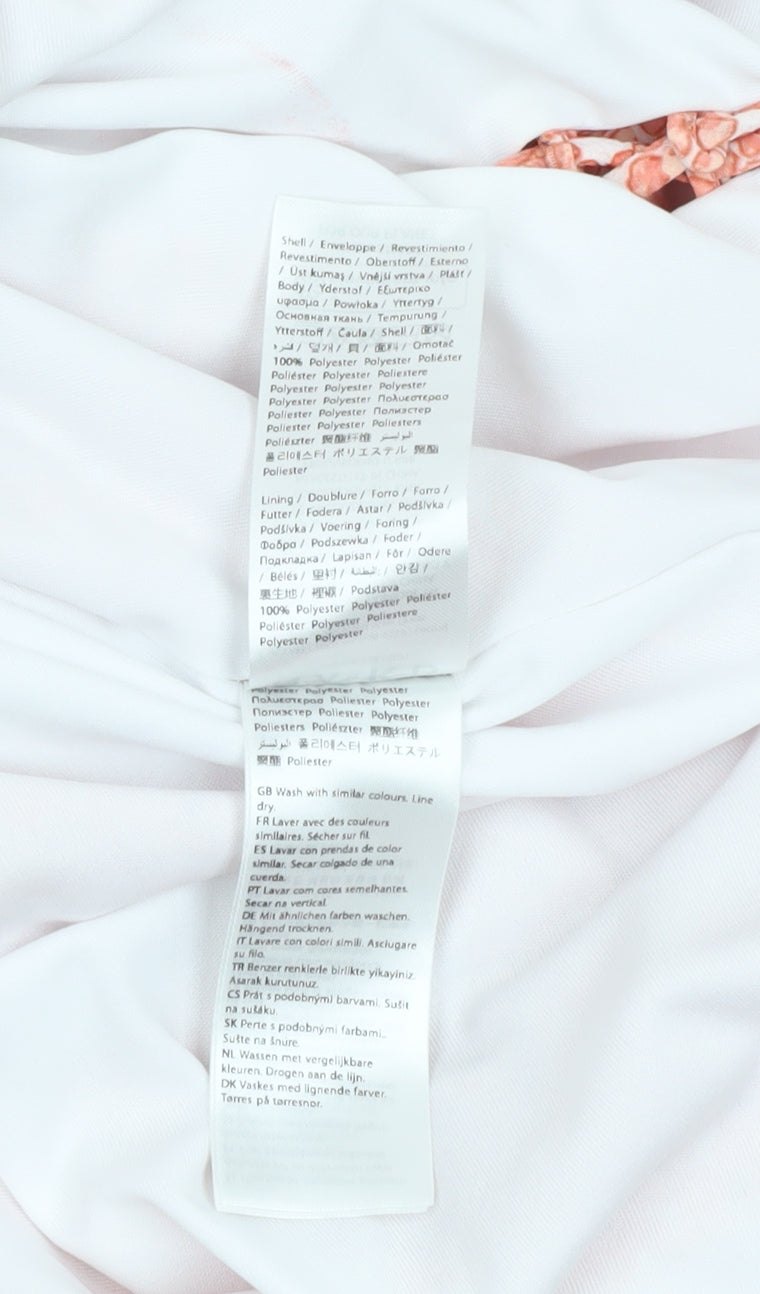 Shell / Enveloppe / Revestimiento /
Revestimento / Oberstoff / Esterno
/ Üst kumaş / Vnější vrstva / Plášť /
Body / Yderstof / Εξωτερικο
υφασμα / Powłoka / Yttertyg /
Основная ткань / Tempurung /
Ytterstoff / Caula / Shell / 面料 /
قشرة / 덮개 / 貝 / 面料 / Omotač
100% Polyester Polyester Poliéster
Poliéster Polyester Poliestere
Polyester Polyester Polyester
Polyester Polyester Πολυεστερασ
Poliester Polyester Полиэстер
Poliester Polyester Poliesters
Poliészter 聚酯纤维 البوليستر
폴리에스터 ポリエステル 聚酯
Poliester
Lining / Doublure / Forro / Forro /
Futter / Fodera / Astar / Podšívka /
Podšívka / Voering / Foring /
Φοδρα / Podszewka / Foder /
Подкладка / Lapisan / Fôr / Odere
/ Bélés / 里衬 / البطانة / 안감 /
裏生地 / 裡襯 / Podstava
100% Polyester Polyester Poliéster
Poliéster Polyester Poliestere
Polyester Polyester
Polyester Polyester Polyester
Πολυεστερασ Poliester Polyester
Полиэстер Poliester Polyester
Poliesters Poliészter 聚酯纤维
البوليستر 폴리에스터 ポリエステル
聚酯 Poliester
GB Wash with similar colours. Line
dry.
FR Laver avec des couleurs
similaires. Sécher sur fil.
ES Lavar con prendas de color
similar. Secar colgado de una
cuerda.
PT Lavar com cores semelhantes.
Secar na vertical.
DE Mit ähnlichen farben waschen.
Hängend trocknen.
IT Lavare con colori simili. Asciugare
su filo.
TR Benzer renklerle birlikte yikayiniz.
Asarak kurutunuz.
CS Prát s podobnými barvami. Sušit
na sušáku.
SK Perte s podobnými farbami..
Sušte na šnure.
NL Wassen met vergelijkbare
kleuren. Drogen aan de lijn.
DK Vaskes med lignende farver.
Tørres på tørresnor.